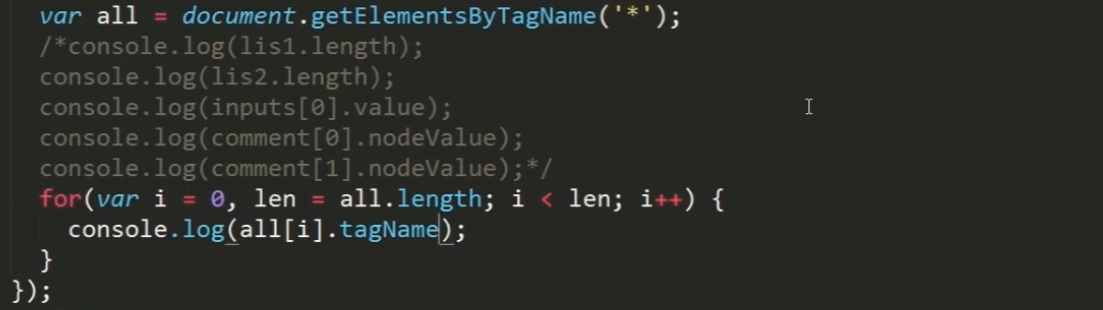 var all = document.getElementsByTagName('*');
/*console.log(lis1.length);
console.log(lis2.length);
console.log(inputs[0].value);
console.log(comment[0].nodeValue);
console.log(comment[1].nodeValue);*/
for(var i = 0, len = all.length; i < len; i++) {
console.log(all[i].tagName);
}
});